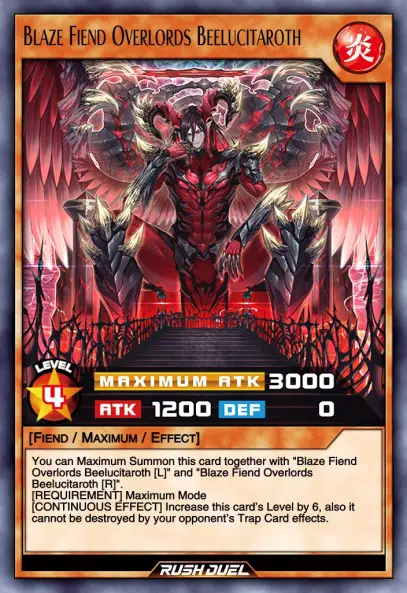 BLAZE FIEND OVERLORDS BEELUCITAROTH
炎
LEVEL
4
MAXIMUM ATK 3000
ATK 1200 DEF 0
[FIEND / MAXIMUM / EFFECT]
You can Maximum Summon this card together with "Blaze Fiend
Overlords Beelucitaroth [L]" and "Blaze Fiend Overlords
Beelucitaroth [R]".
[REQUIREMENT] Maximum Mode
[CONTINUOUS EFFECT] Increase this card's Level by 6, also it
cannot be destroyed by your opponent's Trap Card effects.
RUSH DUEL